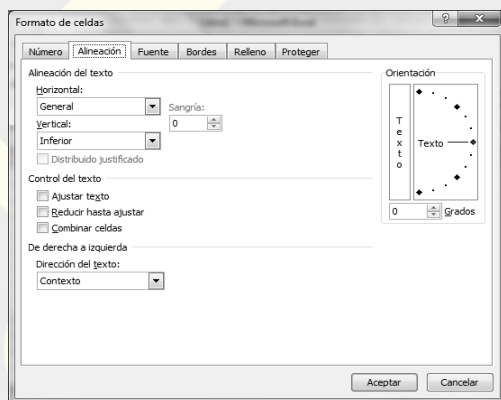 Formato de celdas
Número Alineación Fuente Bordes Relleno Proteger
Alineación del texto
Horizontal:
General
Sangría:
0
Vertical:
Inferior
Distribuido justificado
Control del texto
Ajustar texto
Reducir hasta ajustar
Combinar celdas
De derecha a izquierda
Dirección del texto:
Contexto
Orientación
Texto
Texto
0 Grados
Aceptar Cancelar